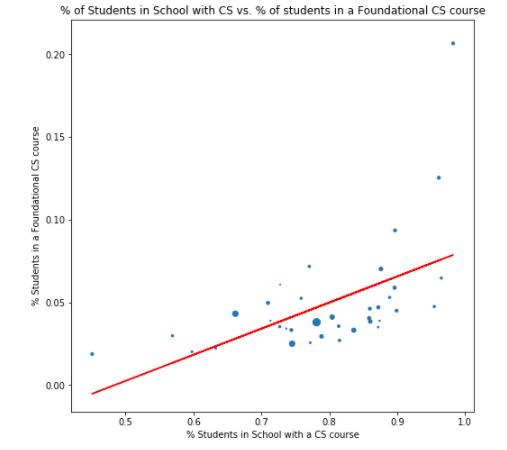 % of Students in School with CS vs. % of students in a Foundational CS course
0.20
0.15
0.10
0.05
0.00
% Students in a Foundational CS course
0.5 0.6 0.7 0.8 0.9 1.0
% Students in School with a CS course